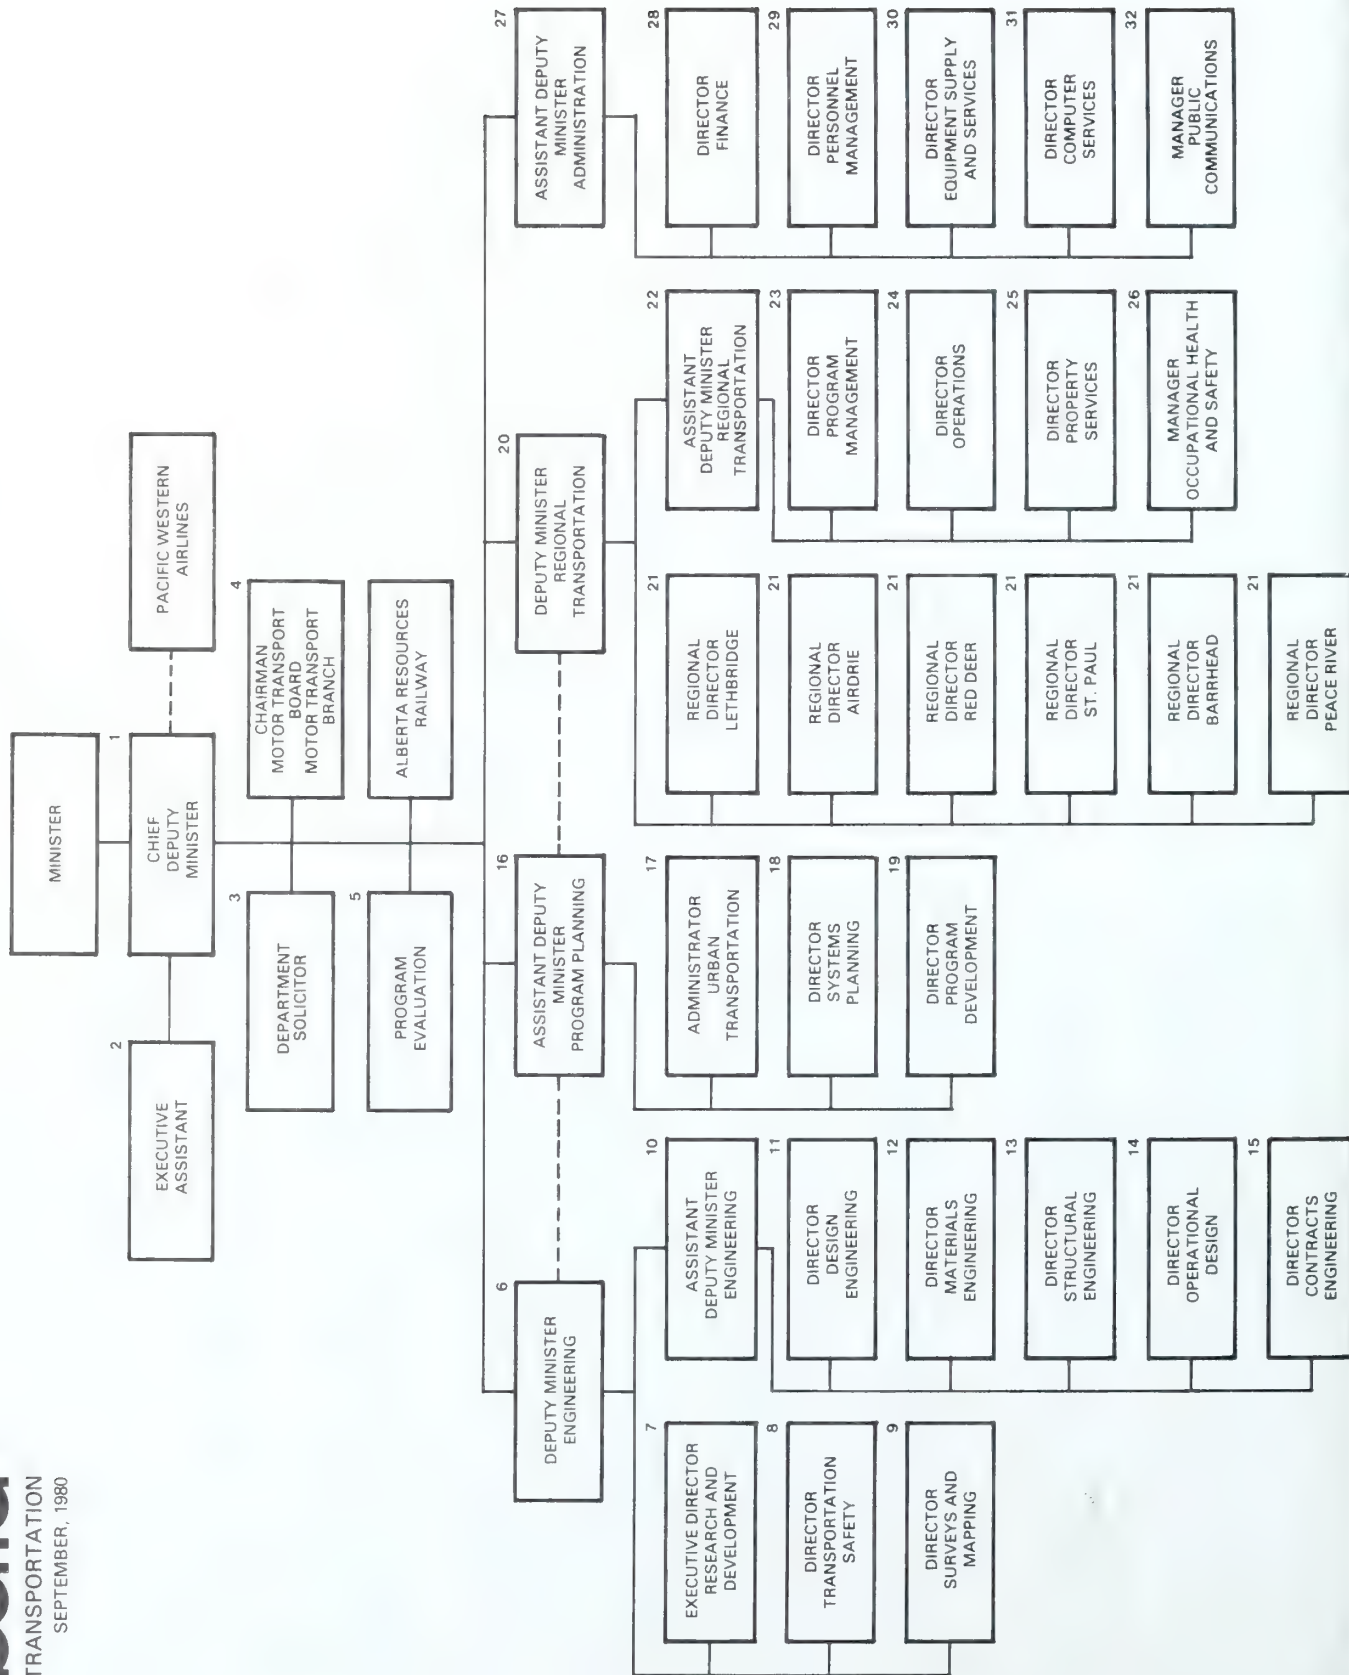 TRANSPORTATION
SEPTEMBER, 1980
MINISTER
1
CHIEF
DEPUTY
MINISTER
PACIFIC WESTERN
AIRLINES
2
EXECUTIVE
ASSISTANT
3
DEPARTMENT
SOLICITOR
4
CHAIRMAN
MOTOR TRANSPORT
BOARD
MOTOR TRANSPORT
BRANCH
5
PROGRAM
EVALUATION
ALBERTA RESOURCES
RAILWAY
6
DEPUTY MINISTER
ENGINEERING
16
ASSISTANT DEPUTY
MINISTER
PROGRAM PLANNING
20
DEPUTY MINISTER
REGIONAL
TRANSPORTATION
27
ASSISTANT DEPUTY
MINISTER
ADMINISTRATION
7
EXECUTIVE DIRECTOR
RESEARCH AND
DEVELOPMENT
8
DIRECTOR
TRANSPORTATION
SAFETY
9
DIRECTOR
SURVEYS AND
MAPPING
10
ASSISTANT
DEPUTY MINISTER
ENGINEERING
11
DIRECTOR
DESIGN
ENGINEERING
12
DIRECTOR
MATERIALS
ENGINEERING
13
DIRECTOR
STRUCTURAL
ENGINEERING
14
DIRECTOR
OPERATIONAL
DESIGN
15
DIRECTOR
CONTRACTS
ENGINEERING
17
ADMINISTRATOR
URBAN
TRANSPORTATION
18
DIRECTOR
SYSTEMS
PLANNING
19
DIRECTOR
PROGRAM
DEVELOPMENT
21
REGIONAL
DIRECTOR
LETHBRIDGE
21
REGIONAL
DIRECTOR
AIRDRIE
21
REGIONAL
DIRECTOR
RED DEER
21
REGIONAL
DIRECTOR
ST. PAUL
21
REGIONAL
DIRECTOR
BARRHEAD
21
REGIONAL
DIRECTOR
PEACE RIVER
22
ASSISTANT
DEPUTY MINISTER
REGIONAL
TRANSPORTATION
23
DIRECTOR
PROGRAM
MANAGEMENT
24
DIRECTOR
OPERATIONS
25
DIRECTOR
PROPERTY
SERVICES
26
MANAGER
OCCUPATIONAL HEALTH
AND SAFETY
28
DIRECTOR
FINANCE
29
DIRECTOR
PERSONNEL
MANAGEMENT
30
DIRECTOR
EQUIPMENT SUPPLY
AND SERVICES
31
DIRECTOR
COMPUTER
SERVICES
32
MANAGER
PUBLIC
COMMUNICATIONS